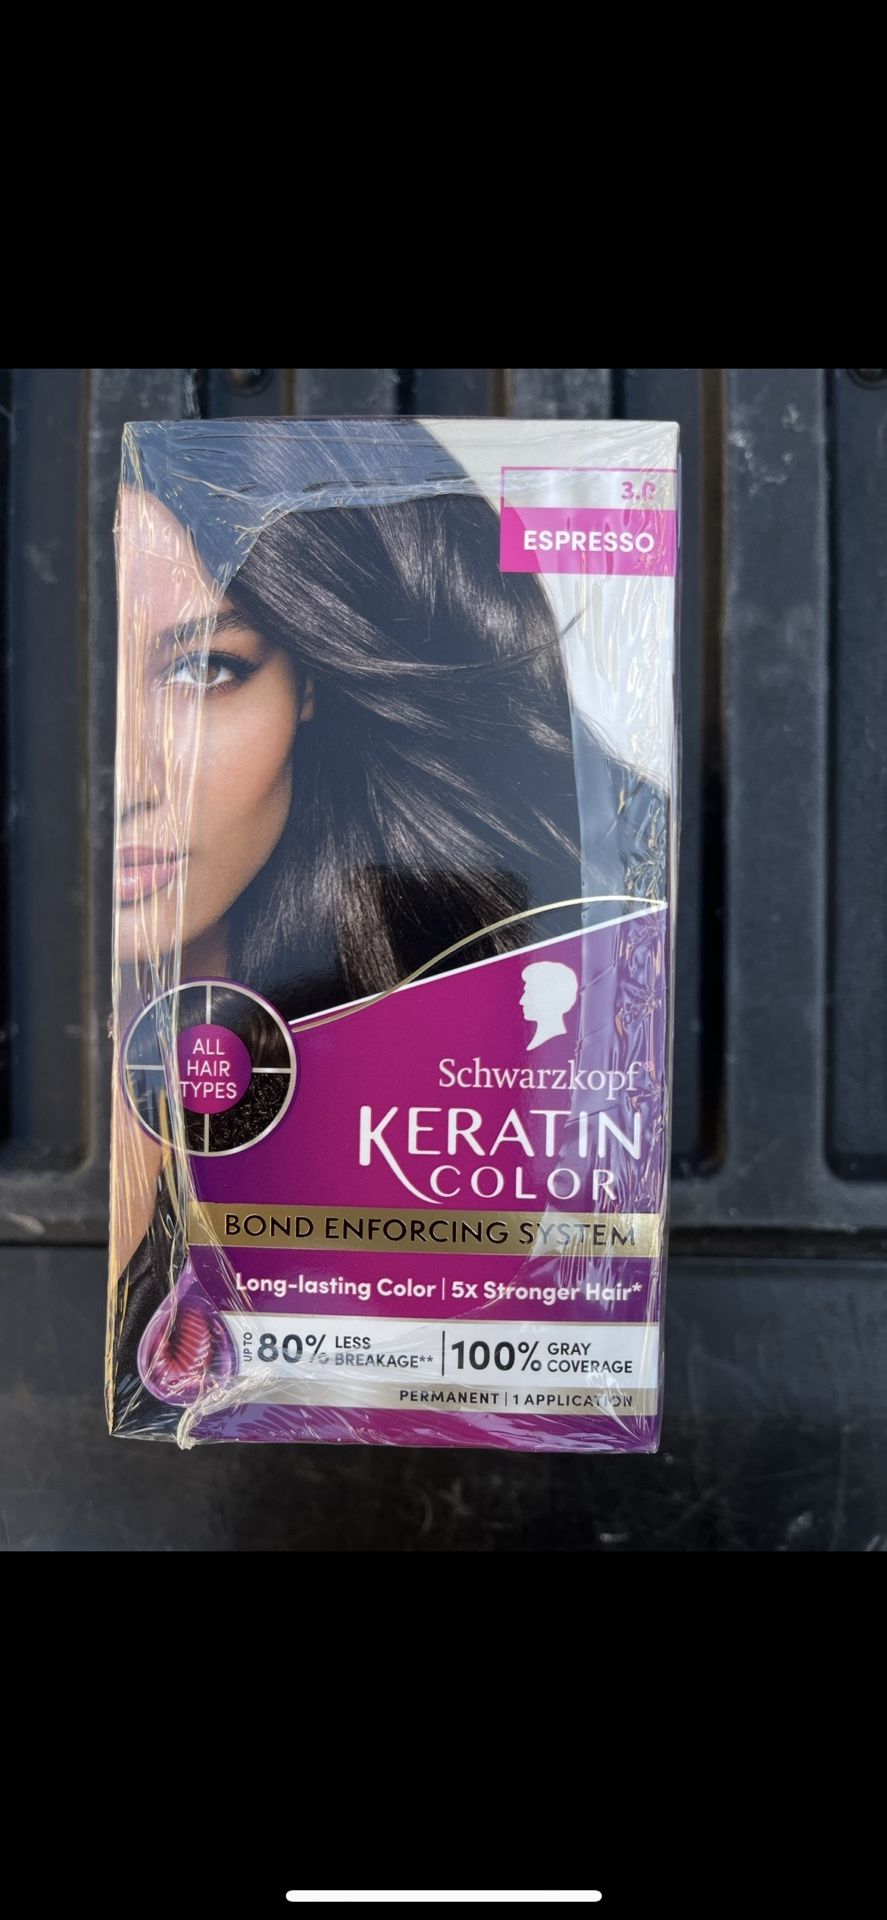 3.0
ESPRESSO
ALL
HAIR
TYPES
Schwarzkopf®
KERATIN
COLOR
BOND ENFORCING SYSTEM
Long-lasting Color | 5x Stronger Hair*
UP TO 80% LESS BREAKAGE** | 100% GRAY COVERAGE
PERMANENT | 1 APPLICATION